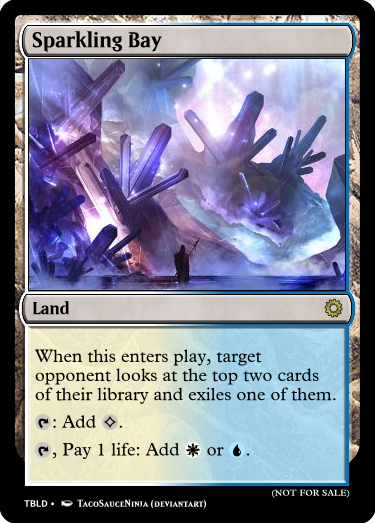 Sparkling Bay
Land
When this enters play, target
opponent looks at the top two cards
of their library and exiles one of them.
: Add .
, Pay 1 life: Add or .
(NOT FOR SALE)
TBLD • TacoSauceNinja (deviantart)